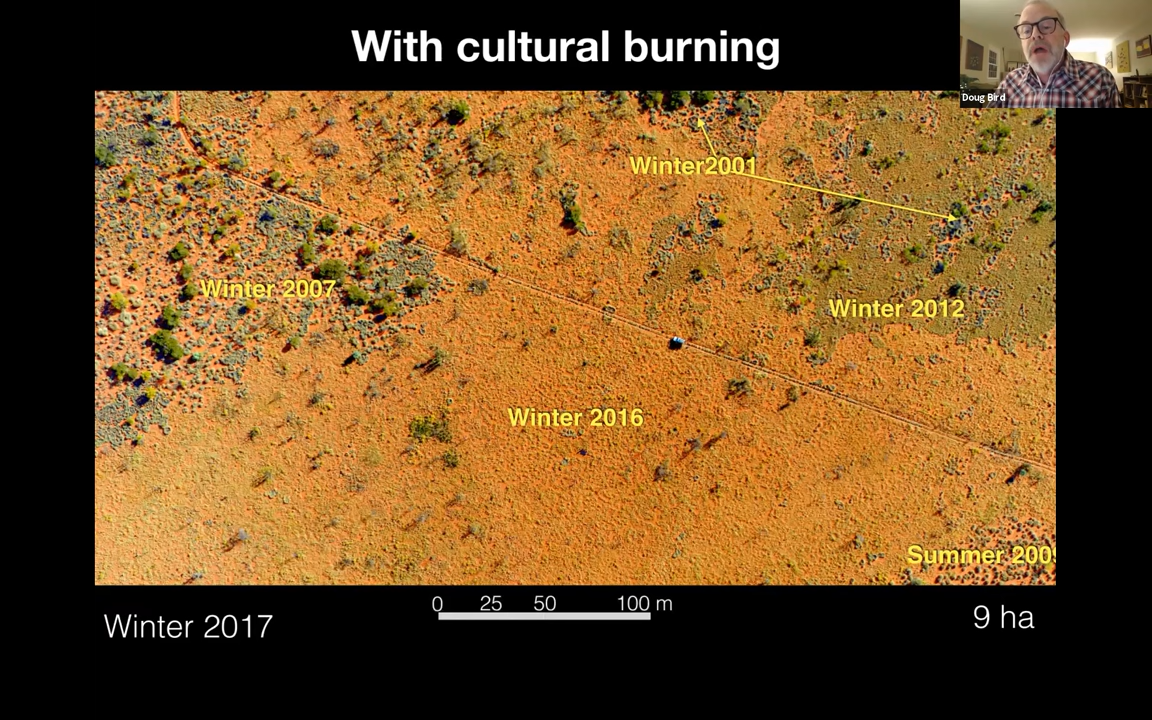 With cultural burning
Doug Bird
Winter2001
Winter 2007
Winter 2012
Winter 2016
Summer 2009
0 25 50 100 m
Winter 2017
9 ha